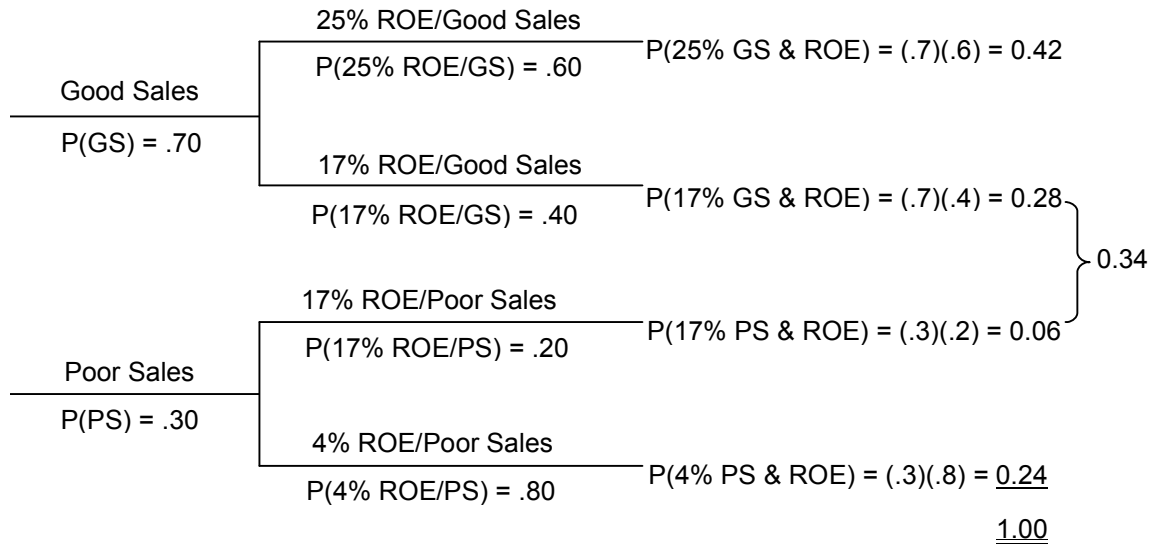 25% ROE/Good Sales
P(25% ROE/GS) = .60
P(25% GS & ROE) = (.7)(.6) = 0.42
Good Sales
P(GS) = .70
17% ROE/Good Sales
P(17% ROE/GS) = .40
P(17% GS & ROE) = (.7)(.4) = 0.28
0.34
17% ROE/Poor Sales
P(17% ROE/PS) = .20
P(17% PS & ROE) = (.3)(.2) = 0.06
Poor Sales
P(PS) = .30
4% ROE/Poor Sales
P(4% ROE/PS) = .80
P(4% PS & ROE) = (.3)(.8) = 0.24
1.00